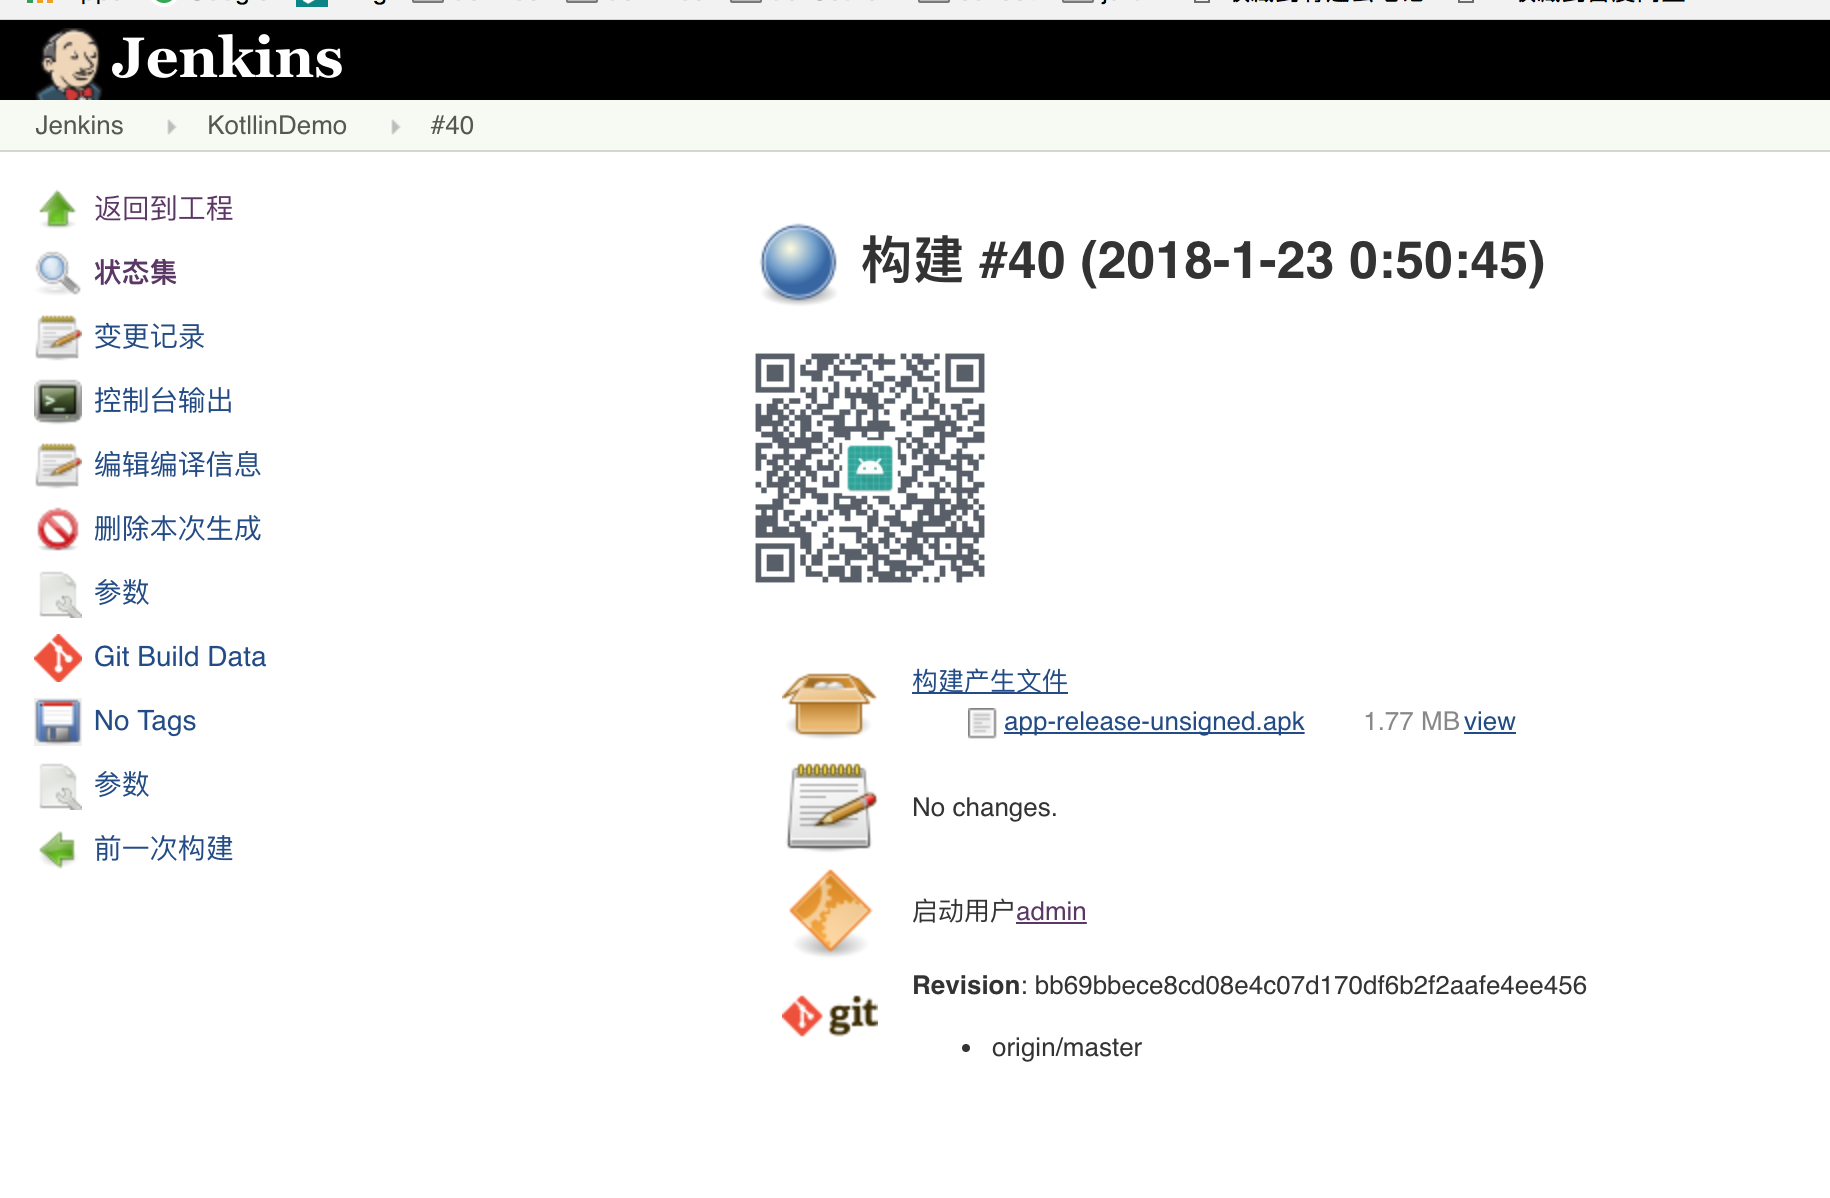 Jenkins
Jenkins
KotllinDemo
#40
返回到工程
状态集
变更记录
控制台输出
编辑编译信息
删除本次生成
参数
Git Build Data
No Tags
参数
前一次构建
构建 #40 (2018-1-23 0:50:45)
构建产生文件
app-release-unsigned.apk 1.77 MB view
No changes.
启动用户admin
Revision: bb69bbece8cd08e4c07d170df6b2f2aafe4ee456
git
origin/master